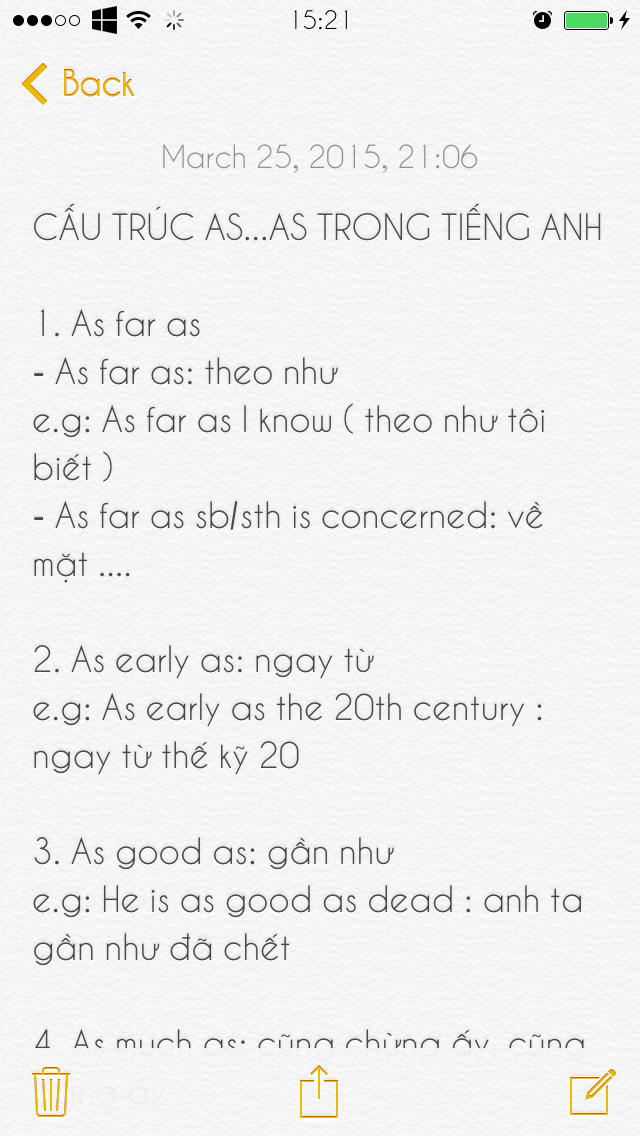 15:21
Back
March 25, 2015, 21:06
CẤU TRÚC AS...AS TRONG TIẾNG ANH
1. As far as
- As far as: theo như
e.g: As far as I know ( theo như tôi
biết )
- As far as sb/sth is concerned: về
mặt ....
2. As early as: ngay từ
e.g: As early as the 20th century :
ngay từ thế kỹ 20
3. As good as: gần như
e.g: He is as good as dead : anh ta
gần như đã chết
4. As much as: cũng chừng ấy, cũng